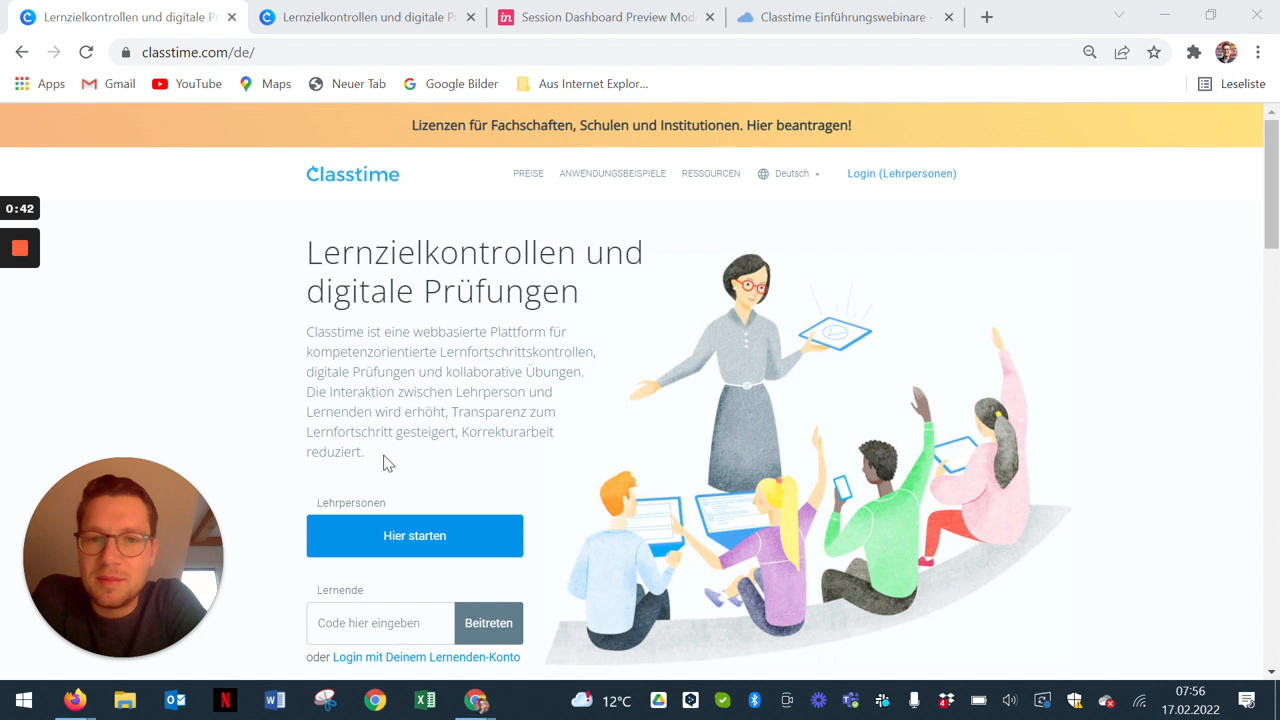 Lernzielkontrollen und digitale P
Lernzielkontrollen und digitale P
Session Dashboard Preview Mod
Classtime Einführungswebinare -
classtime.com/de/
Apps
Gmail
YouTube
Maps
Neuer Tab
Google Bilder
Aus Internet Explor...
Leseliste
Lizenzen für Fachschaften, Schulen und Institutionen. Hier beantragen!
Classtime
PREISE
ANWENDUNGSBEISPIELE
RESSOURCEN
Deutsch
Login (Lehrpersonen)
0:42
Lernzielkontrollen und
digitale Prüfungen
Classtime ist eine webbasierte Plattform für
kompetenzorientierte Lernfortschrittskontrollen,
digitale Prüfungen und kollaborative Übungen.
Die Interaktion zwischen Lehrperson und
Lernenden wird erhöht, Transparenz zum
Lernfortschritt gesteigert, Korrekturarbeit
reduziert.
Lehrpersonen
Hier starten
Lernende
Code hier eingeben
Beitreten
oder Login mit Deinem Lernenden-Konto
12°C
07:56
17.02.2022